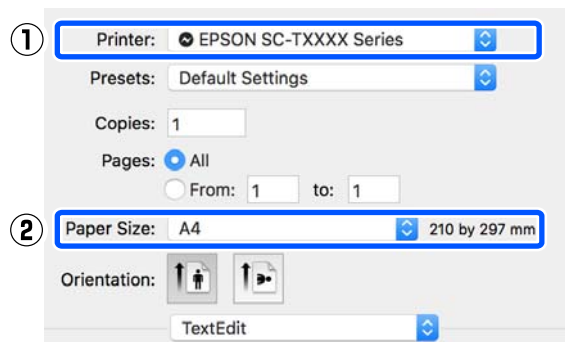 ① Printer: EPSON SC-TXXXX Series
Presets: Default Settings
Copies: 1
Pages: All
From: 1 to: 1
② Paper Size: A4 210 by 297 mm
Orientation:
TextEdit